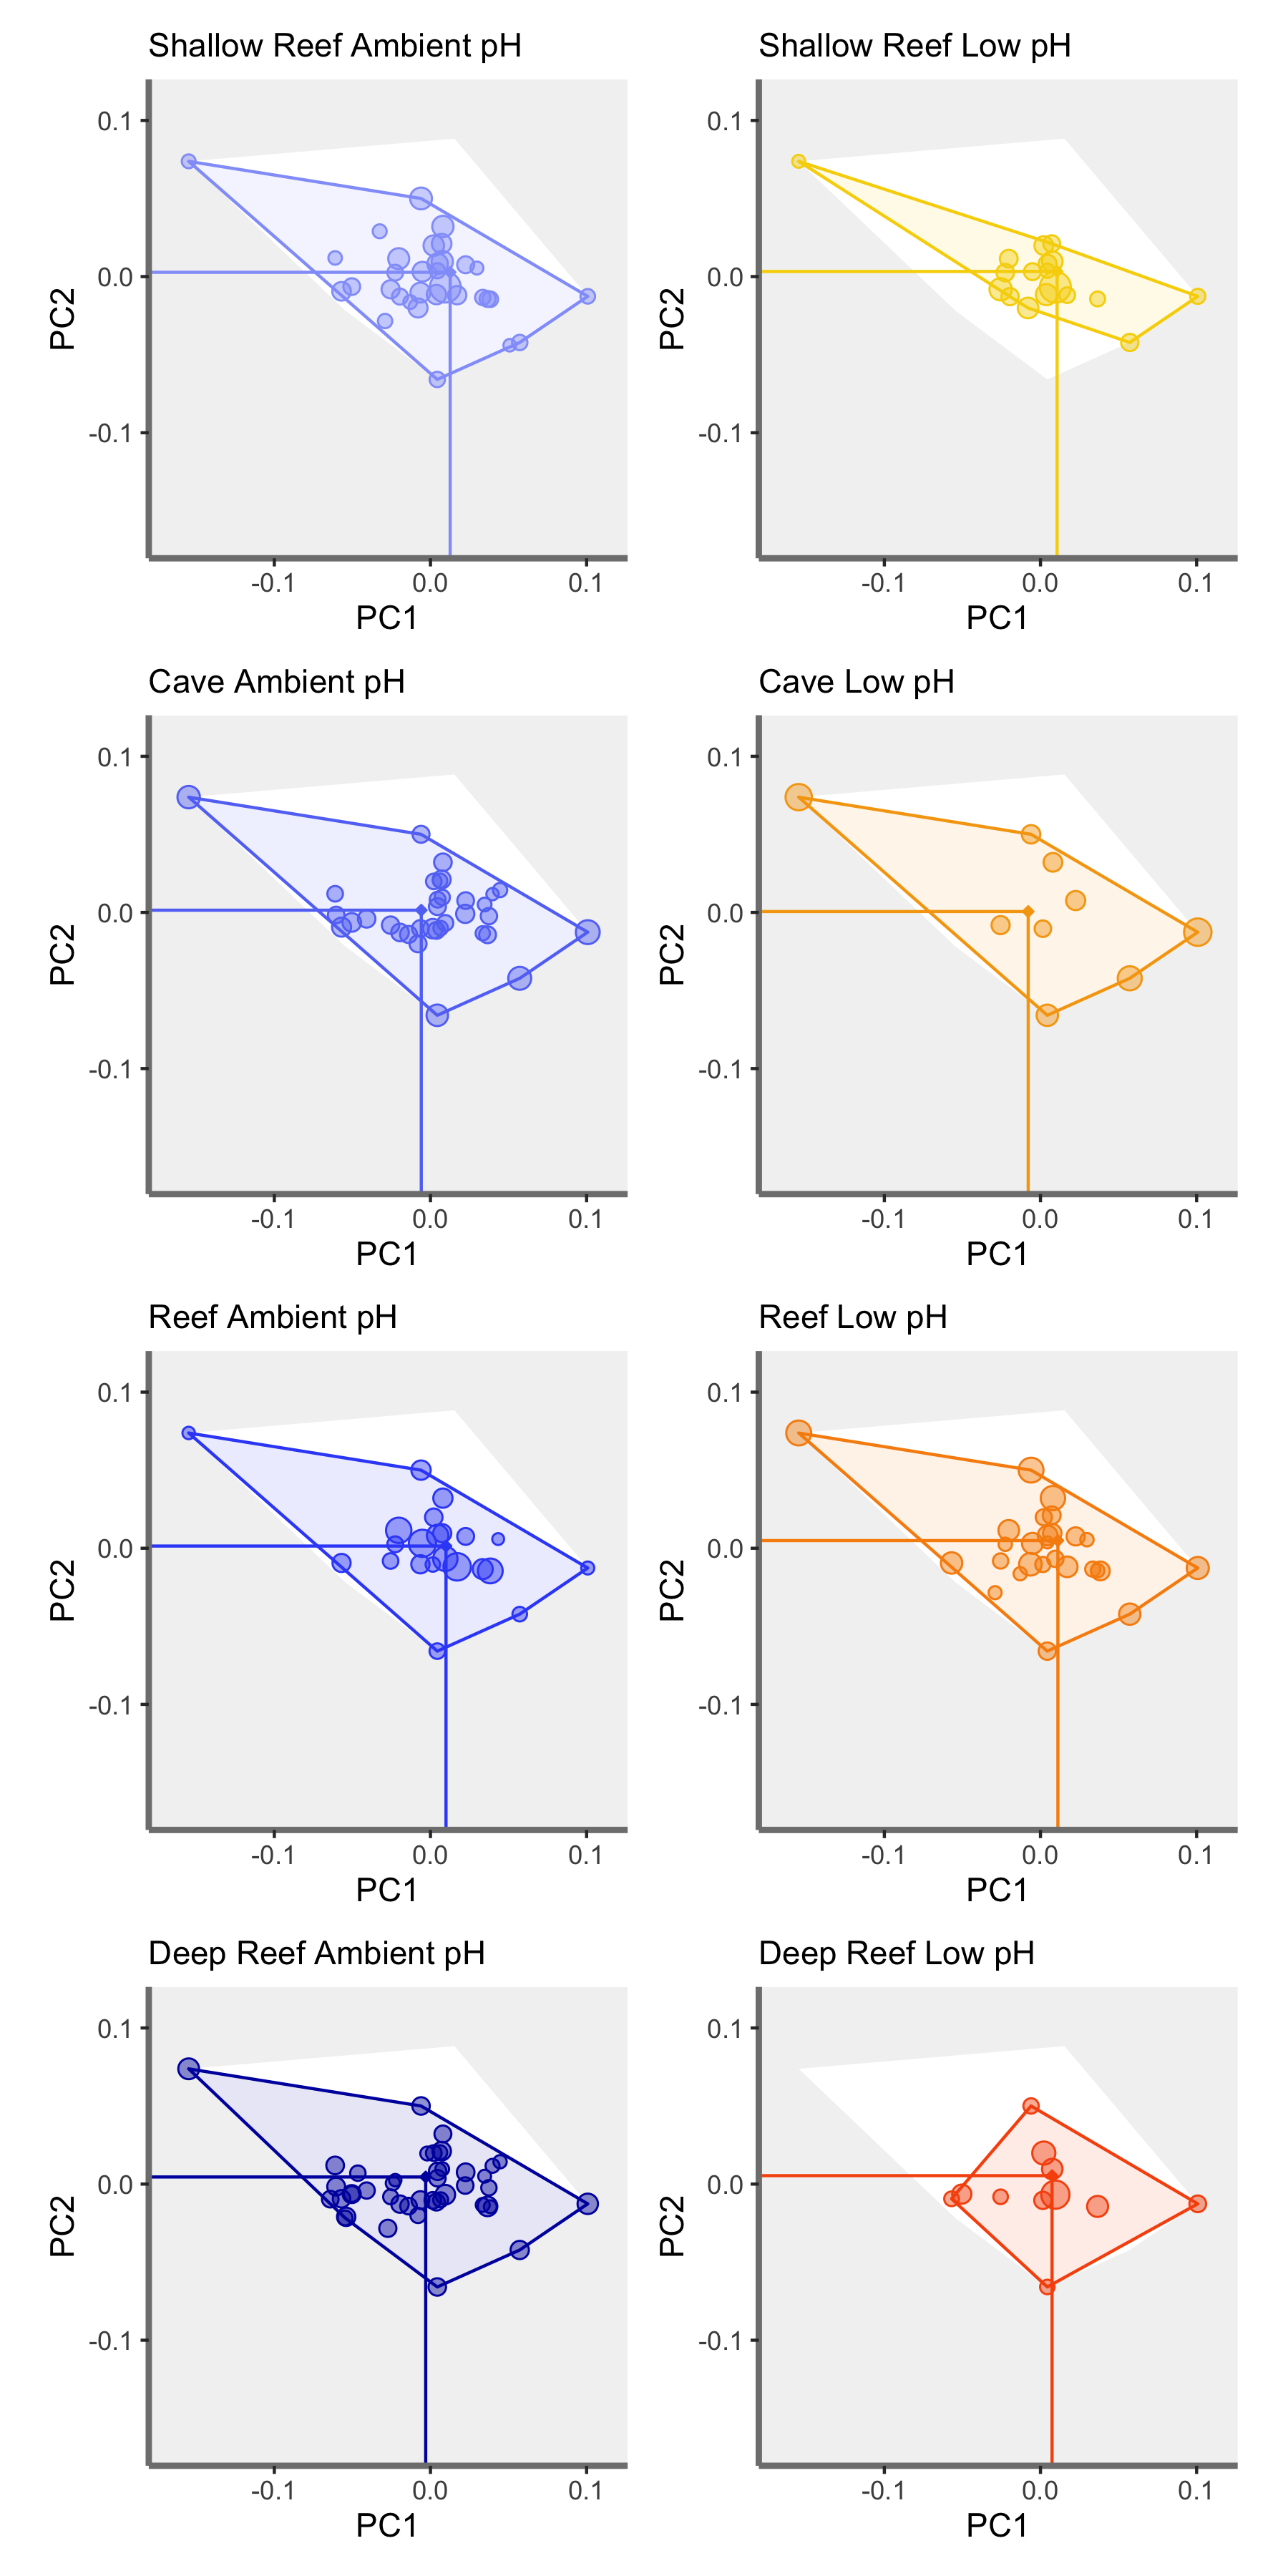 Shallow Reef Ambient pH
Shallow Reef Low pH
0.1
0.0
-0.1
PC2
-0.1
0.0
0.1
PC1
0.1
0.0
-0.1
PC2
-0.1
0.0
0.1
PC1
Cave Ambient pH
Cave Low pH
0.1
0.0
-0.1
PC2
-0.1
0.0
0.1
PC1
0.1
0.0
-0.1
PC2
-0.1
0.0
0.1
PC1
Reef Ambient pH
Reef Low pH
0.1
0.0
-0.1
PC2
-0.1
0.0
0.1
PC1
0.1
0.0
-0.1
PC2
-0.1
0.0
0.1
PC1
Deep Reef Ambient pH
Deep Reef Low pH
0.1
0.0
-0.1
PC2
-0.1
0.0
0.1
PC1
0.1
0.0
-0.1
PC2
-0.1
0.0
0.1
PC1